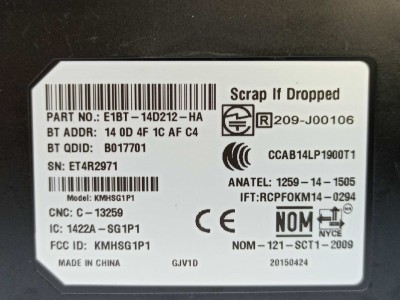 Scrap If Dropped
PART NO.: E1BT-14D212-HA
BT ADDR: 14 0D 4F 1C AF C4
BT QDID: B017701
SN: ET4R2971
Model: KMHSG1P1
CNC: C-13259
IC: 1422A-SG1P1
FCC ID: KMHSG1P1
MADE IN CHINA
GJV1D
R 209-J00106
CCC
CCAB14LP1900T1
ANATEL: 1259-14-1505
IFT:RCPFOKM14-0294
CE
NOM
NYCE
NOM-121-SCT1-2009
20150424